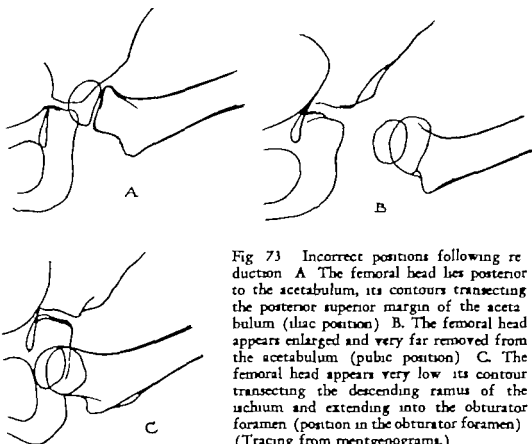 A
B
C
Fig 73 Incorrect positions following re
duction A The femoral head lies posterior
to the acetabulum, its contours transecting
the posterior superior margin of the aceta
bulum (iliac position) B. The femoral head
appears enlarged and very far removed from
the acetabulum (pubic position) C. The
femoral head appears very low its contour
transecting the descending ramus of the
ischium and extending into the obturator
foramen (position in the obturator foramen)
(Tracing from roentgenograms.)